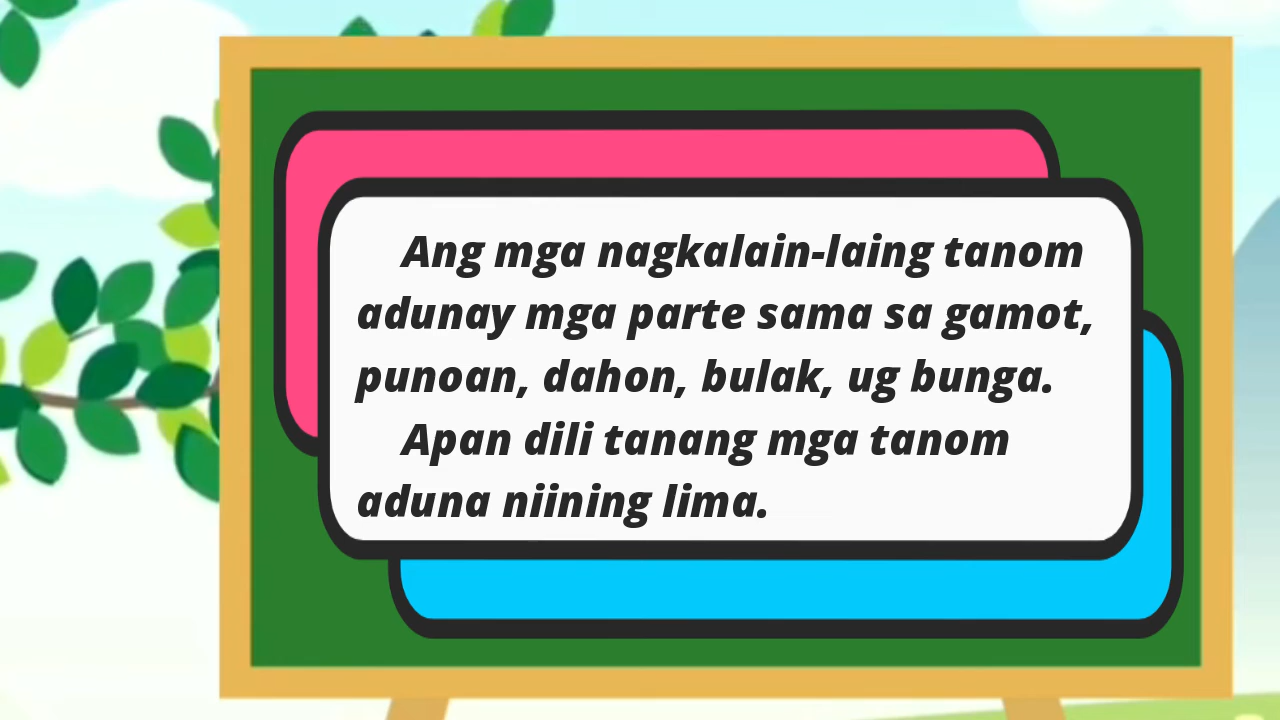 Ang mga nagkalain-laing tanom
adunay mga parte sama sa gamot,
punoan, dahon, bulak, ug bunga.
Apan dili tanang mga tanom
aduna niining lima.